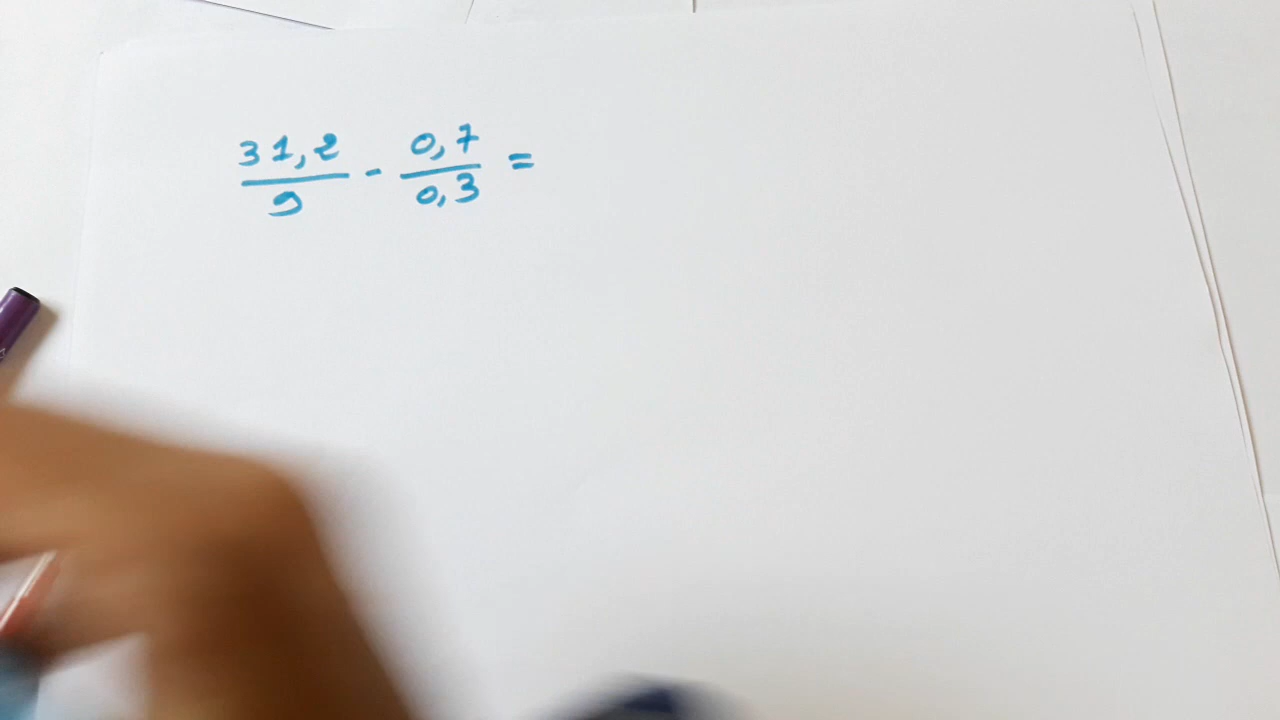 31,2/9 - 0,7/0,3 =